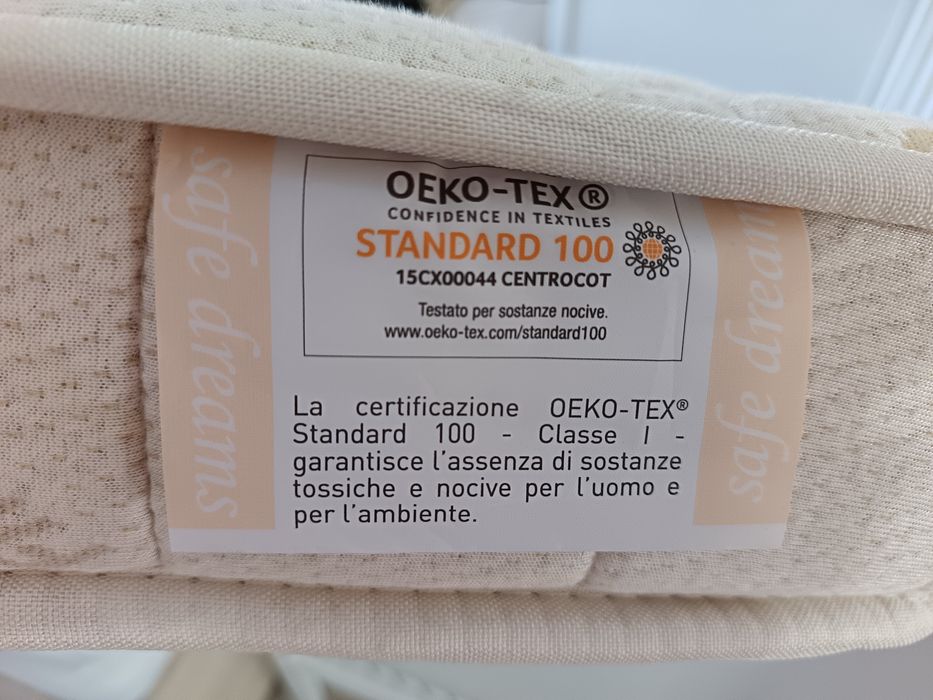 safe dreams
OEKO-TEX®
CONFIDENCE IN TEXTILES
STANDARD 100
15CX00044 CENTROCOT
Testato per sostanze nocive.
www.oeko-tex.com/standard100
La certificazione OEKO-TEX®
Standard 100 - Classe I -
garantisce l'assenza di sostanze
tossiche e nocive per l'uomo e
per l'ambiente.
safe dream